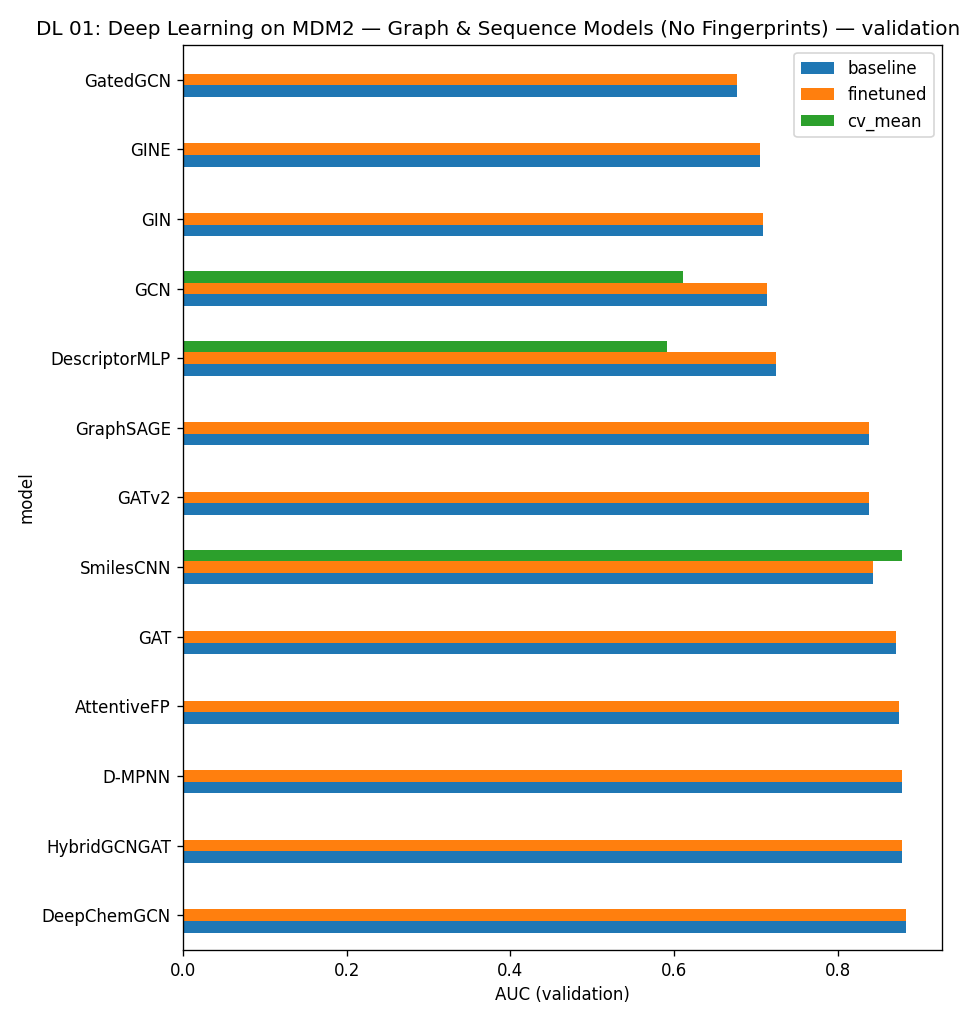 DL 01: Deep Learning on MDM2 — Graph & Sequence Models (No Fingerprints) — validation
baseline
finetuned
cv_mean
GatedGCN
GINE
GIN
GCN
DescriptorMLP
GraphSAGE
GATv2
SmilesCNN
GAT
AttentiveFP
D-MPNN
HybridGCNGAT
DeepChemGCN
model
0.0 0.2 0.4 0.6 0.8
AUC (validation)